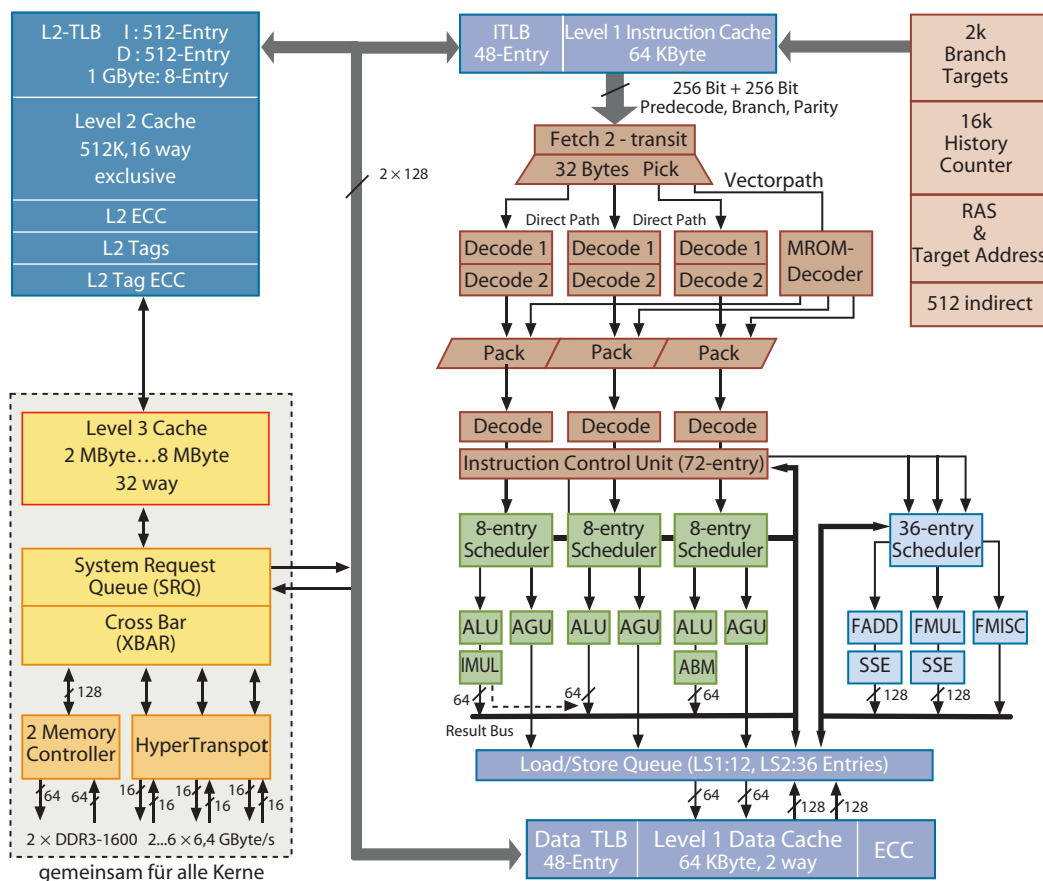 L2-TLB I : 512-Entry
D : 512-Entry
1 GByte: 8-Entry
Level 2 Cache
512K,16 way
exclusive
L2 ECC
L2 Tags
L2 Tag ECC
ITLB
48-Entry
Level 1 Instruction Cache
64 KByte
2k
Branch
Targets
16k
History
Counter
RAS
&
Target Address
512 indirect
256 Bit + 256 Bit
Predecode, Branch, Parity
2 × 128
Fetch 2 - transit
32 Bytes Pick
Vectorpath
Direct Path
Direct Path
Decode 1
Decode 2
Decode 1
Decode 2
Decode 1
Decode 2
MROM-
Decoder
Pack
Pack
Pack
Decode
Decode
Decode
Instruction Control Unit (72-entry)
8-entry
Scheduler
8-entry
Scheduler
8-entry
Scheduler
36-entry
Scheduler
ALU
AGU
ALU
AGU
ALU
AGU
IMUL
ABM
FADD
FMUL
FMISC
SSE
SSE
64
64
64
128
128
Result Bus
Load/Store Queue (LS1:12, LS2:36 Entries)
64
64
128
128
Data TLB
48-Entry
Level 1 Data Cache
64 KByte, 2 way
ECC
Level 3 Cache
2 MByte...8 MByte
32 way
System Request
Queue (SRQ)
Cross Bar
(XBAR)
128
2 Memory
Controller
HyperTranspot
64
64
16
16
16
16
16
16
2 × DDR3-1600
2...6 × 6,4 GByte/s
gemeinsam für alle Kerne